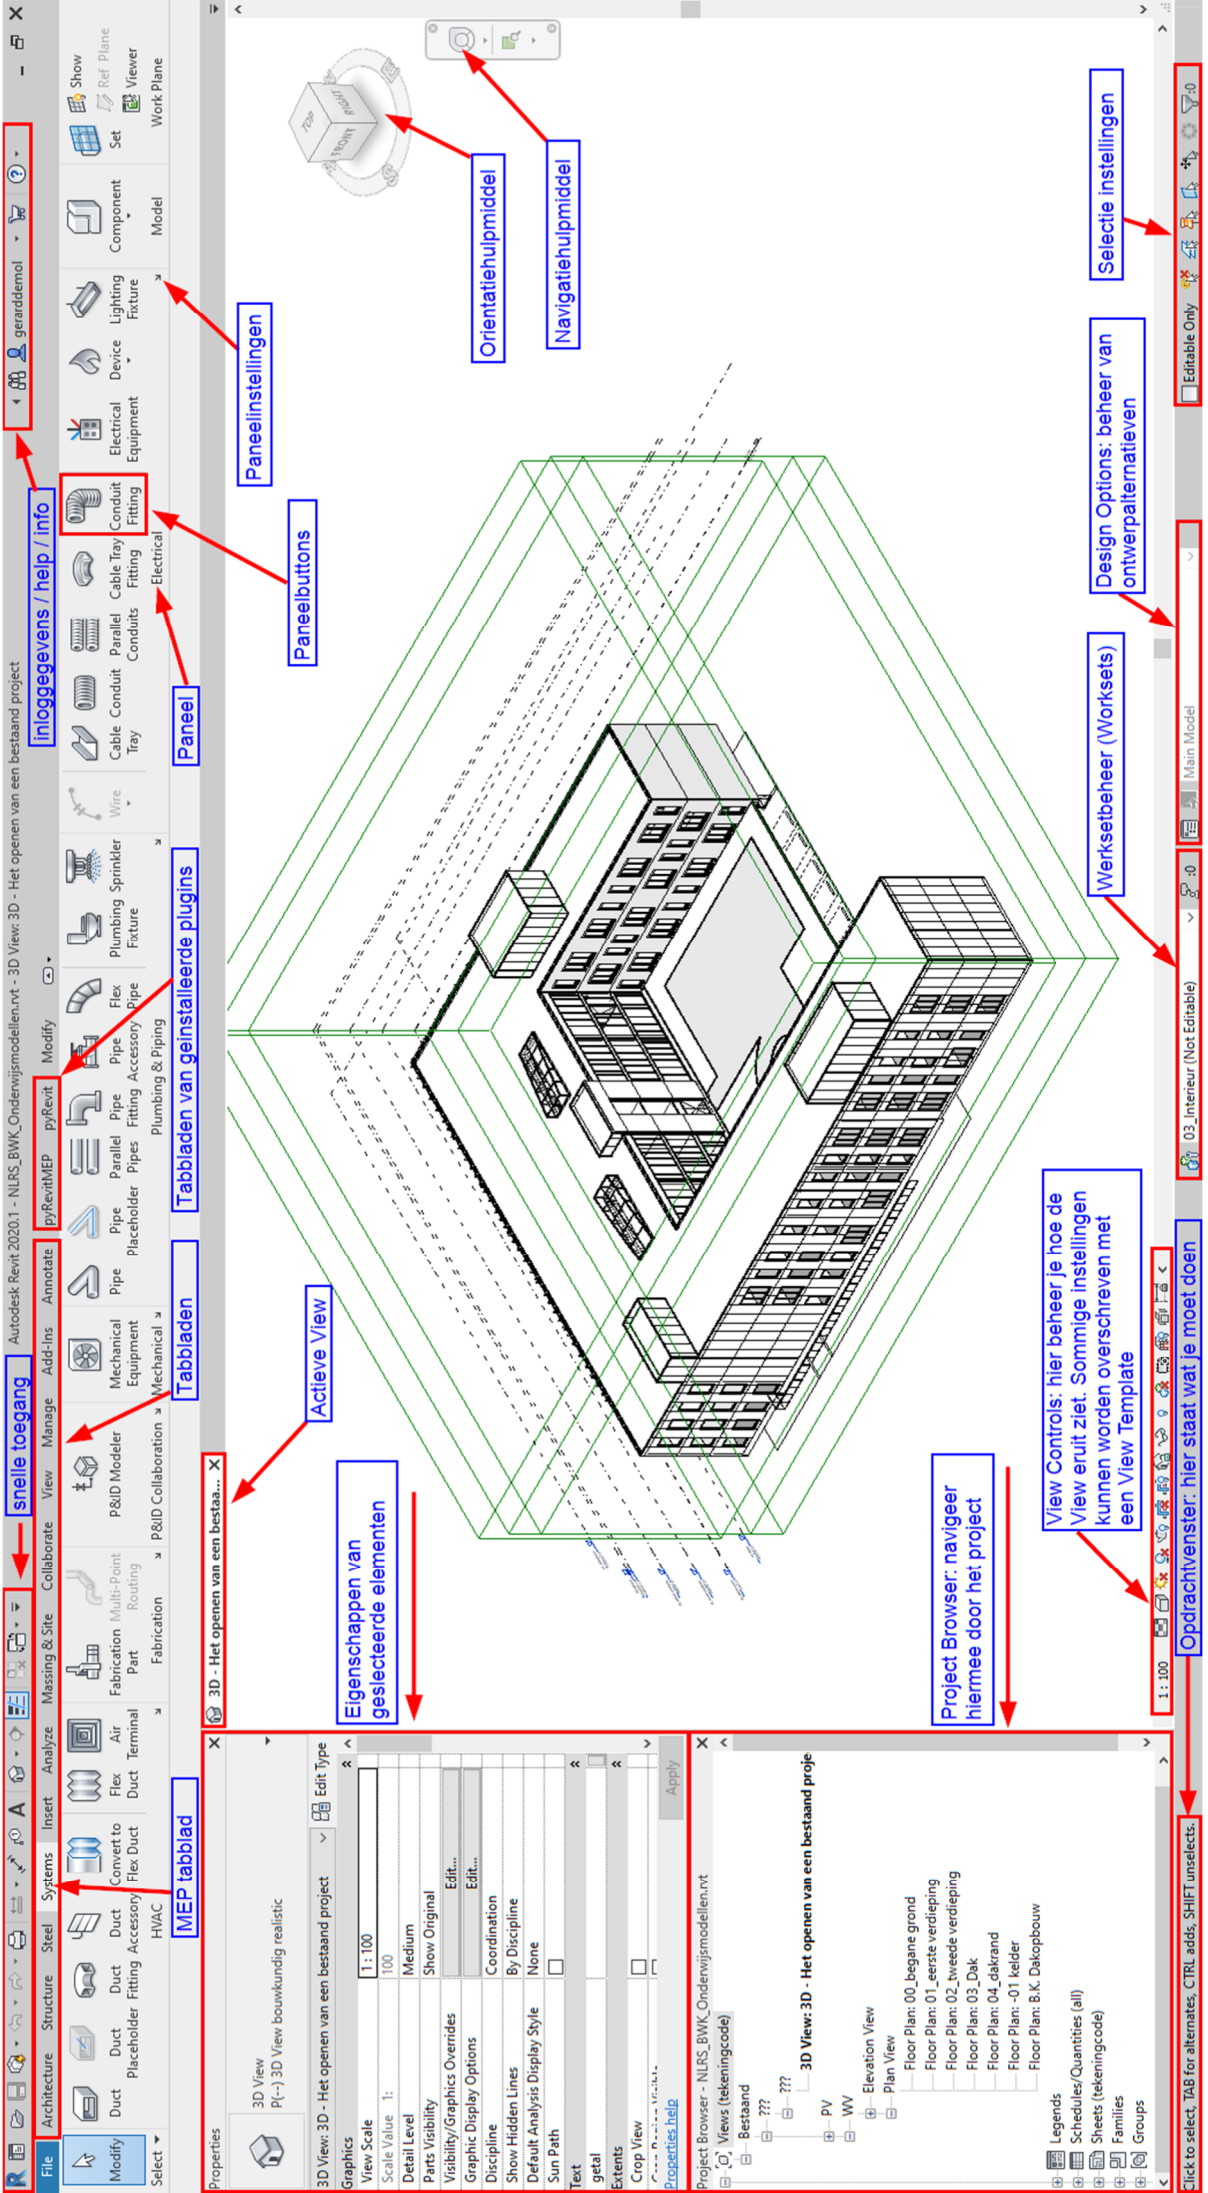 Autodesk Revit 2020.1 - NLRS_BWK_Onderwijsmodellen.rvt - 3D View: 3D - Het openen van een bestaand project
gerarddemol
snelle toegang
inloggegevens / help / info
File Architecture Structure Steel Systems Insert Analyze Massing & Site Collaborate View Manage Add-Ins Annotate pyRevitMEP pyRevit Modify
Modify
Duct
Duct Placeholder
Duct Fitting
Duct Accessory
Convert to Flex Duct
Flex Duct
Air Terminal
Fabrication Part
Multi-Point Routing
P&ID Modeler
Mechanical Equipment
Pipe
Pipe Placeholder
Parallel Pipes
Pipe Fitting
Pipe Accessory
Flex Pipe
Plumbing Fixture
Sprinkler
Wire
Cable Tray
Conduit
Parallel Conduits
Cable Tray Fitting
Conduit Fitting
Electrical Equipment
Device
Lighting Fixture
Component
Set
Show
Ref Plane
Viewer
Select HVAC Fabrication P&ID Collaboration Mechanical Plumbing & Piping Electrical Model Work Plane
MEP tabblad
Tabbladen
Tabbladen van geinstalleerde plugins
Paneel
Paneelbuttons
Paneelinstellingen
Properties
3D - Het openen van een bestaa...
Actieve View
3D View
P(--) 3D View bouwkundig realistic
3D View: 3D - Het openen van een bestaand project
Edit Type
Graphics
View Scale 1 : 100
Scale Value 1: 100
Detail Level Medium
Parts Visibility Show Original
Visibility/Graphics Overrides Edit...
Graphic Display Options Edit...
Discipline Coordination
Show Hidden Lines By Discipline
Default Analysis Display Style None
Sun Path
Text
getal
Extents
Crop View
Properties help
Apply
Eigenschappen van
geslecteerde elementen
TOP
FRONT
RIGHT
Orientatiehulpmiddel
Navigatiehulpmiddel
Project Browser - NLRS_BWK_Onderwijsmodellen.rvt
Views (tekeningcode)
Bestaand
???
???
3D View: 3D - Het openen van een bestaand proje
PV
WV
Elevation View
Plan View
Floor Plan: 00_begane grond
Floor Plan: 01_eerste verdieping
Floor Plan: 02_tweede verdieping
Floor Plan: 03_Dak
Floor Plan: 04_dakrand
Floor Plan: -01 kelder
Floor Plan: B.K. Dakopbouw
Legends
Schedules/Quantities (all)
Sheets (tekeningcode)
Families
Groups
Project Browser: navigeer
hiermee door het project
View Controls: hier beheer je hoe de
View eruit ziet. Sommige instellingen
kunnen worden overschreven met
een View Template
Werksetbeheer (Worksets)
Design Options: beheer van
ontwerpalternatieven
Selectie instellingen
1 : 100
Click to select, TAB for alternates, CTRL adds, SHIFT unselects.
Opdrachtvenster: hier staat wat je moet doen
03_Interieur (Not Editable)
:0
Main Model
Editable Only
:0